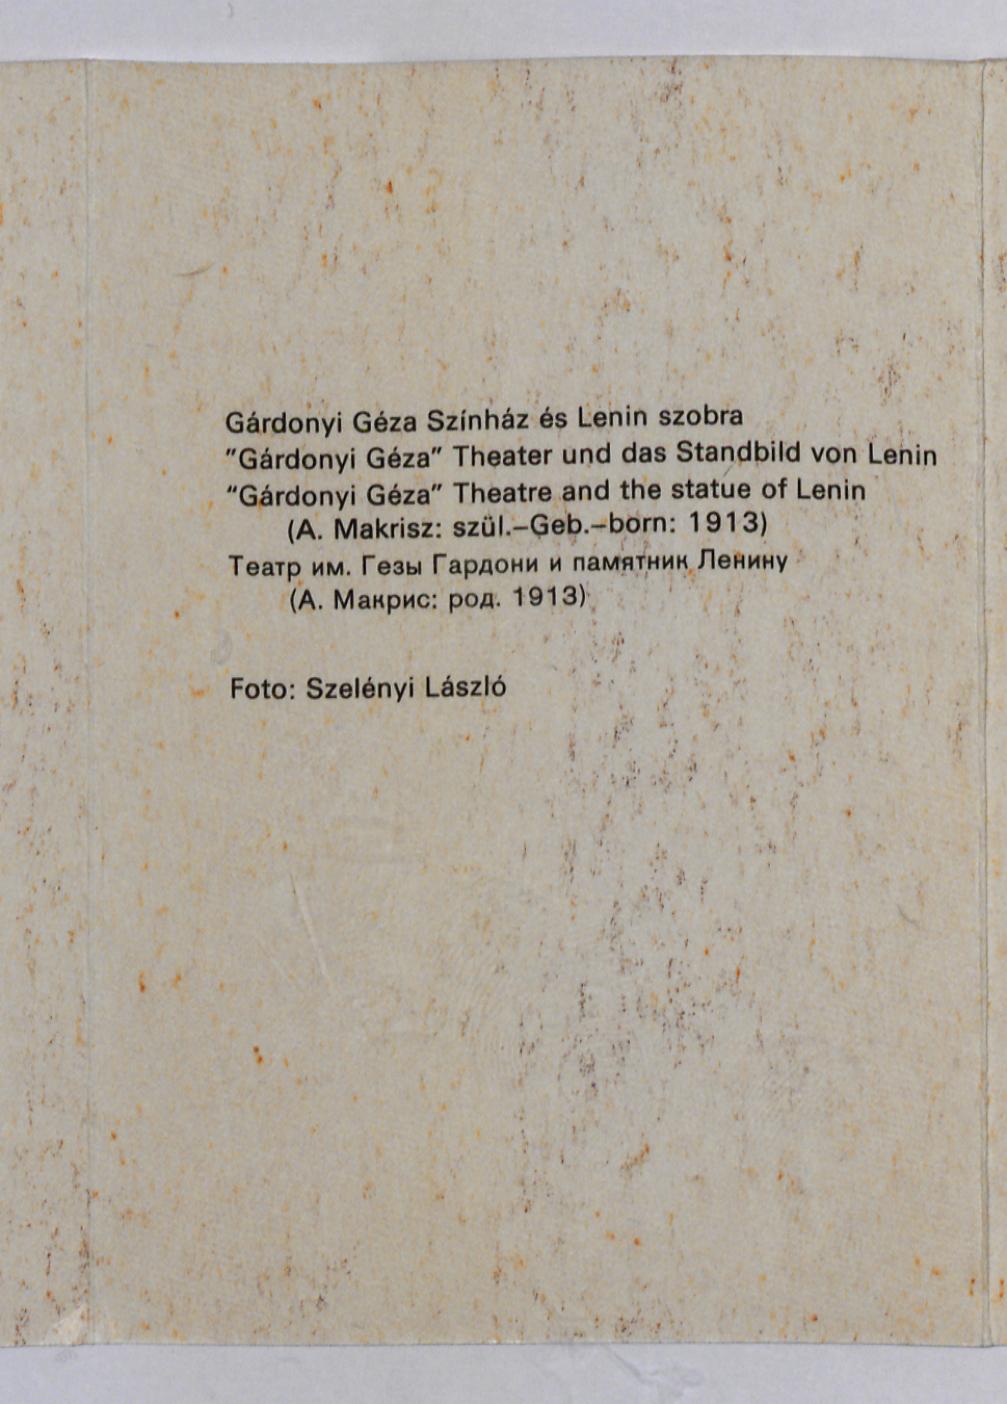 Gárdonyi Géza Színház és Lenin szobra
"Gárdonyi Géza" Theater und das Standbild von Lenin
"Gárdonyi Géza" Theatre and the statue of Lenin
(A. Makrisz: szül.–Geb.–born: 1913)
Театр им. Гезы Гардони и памятник Ленину
(А. Макрис: род. 1913)
Foto: Szelényi László